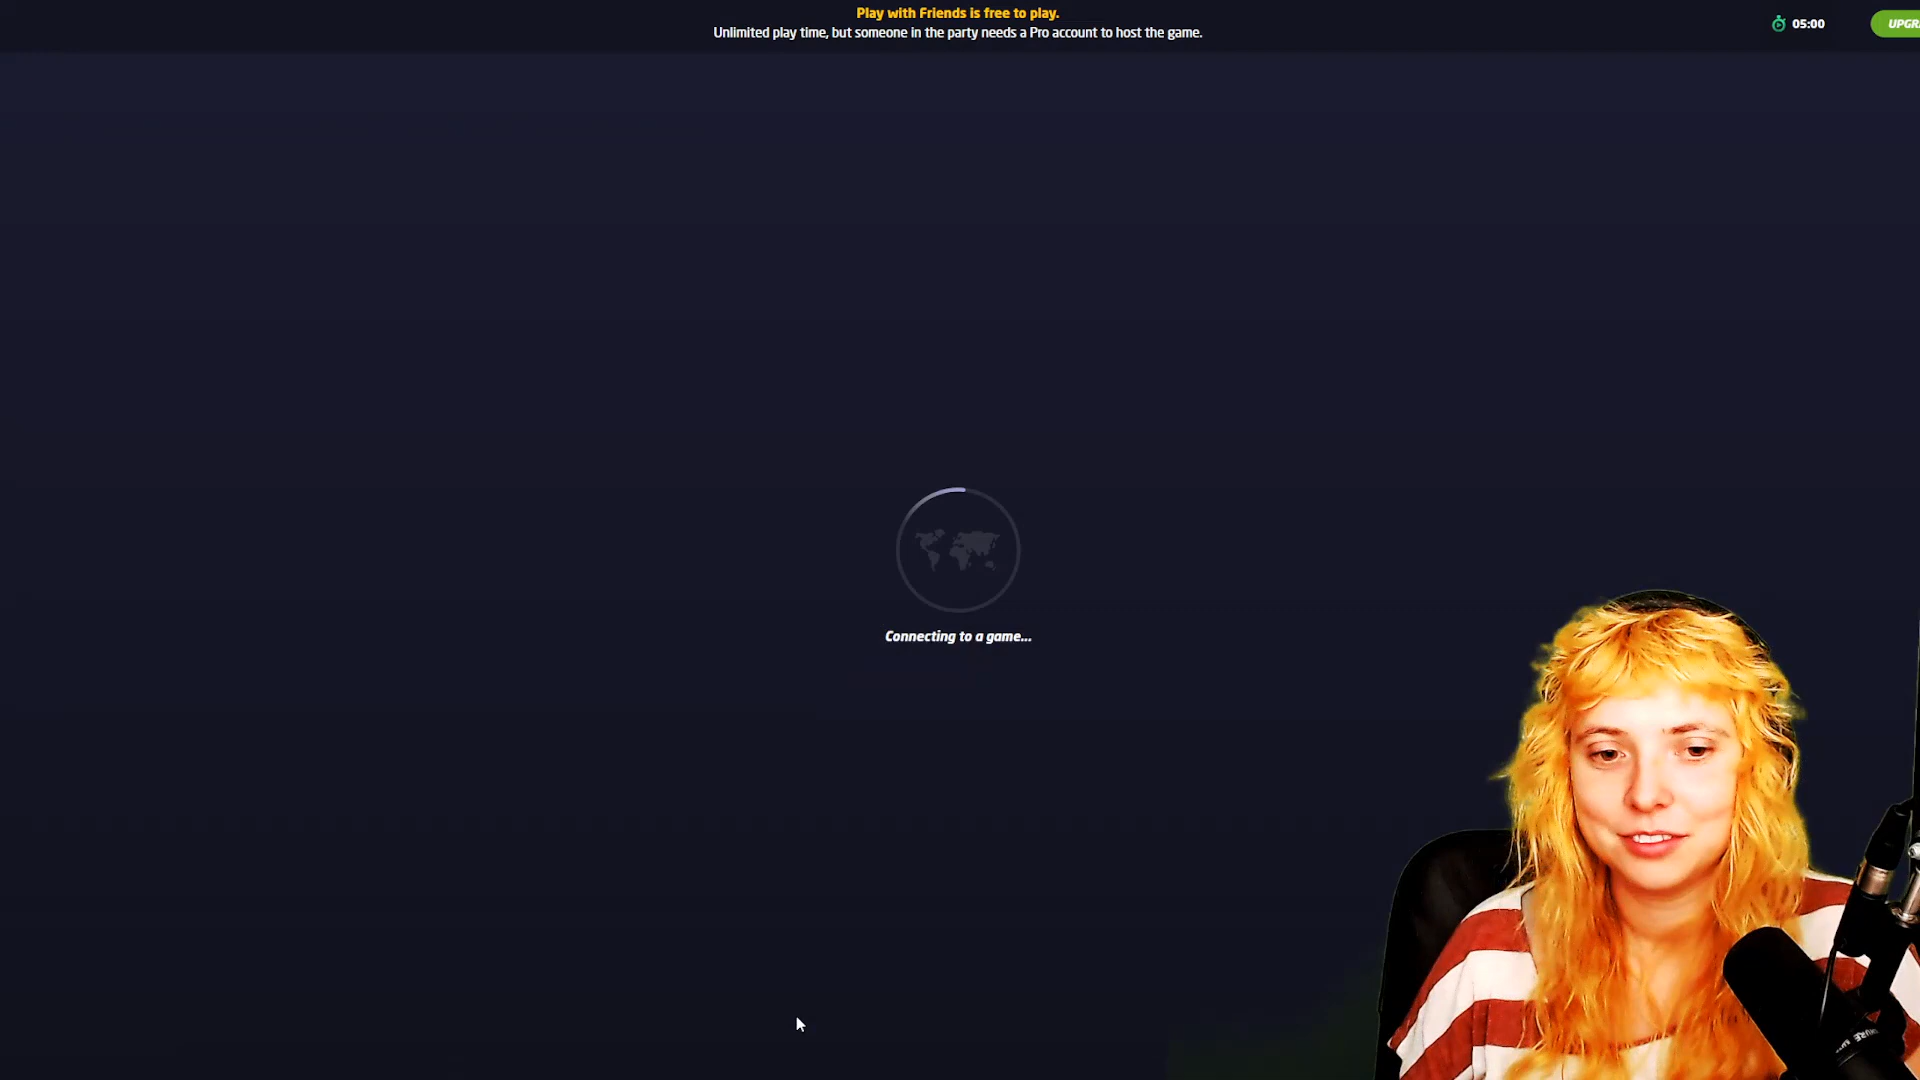 Play with Friends is free to play.
Unlimited play time, but someone in the party needs a Pro account to host the game.
05:00
Connecting to a game...